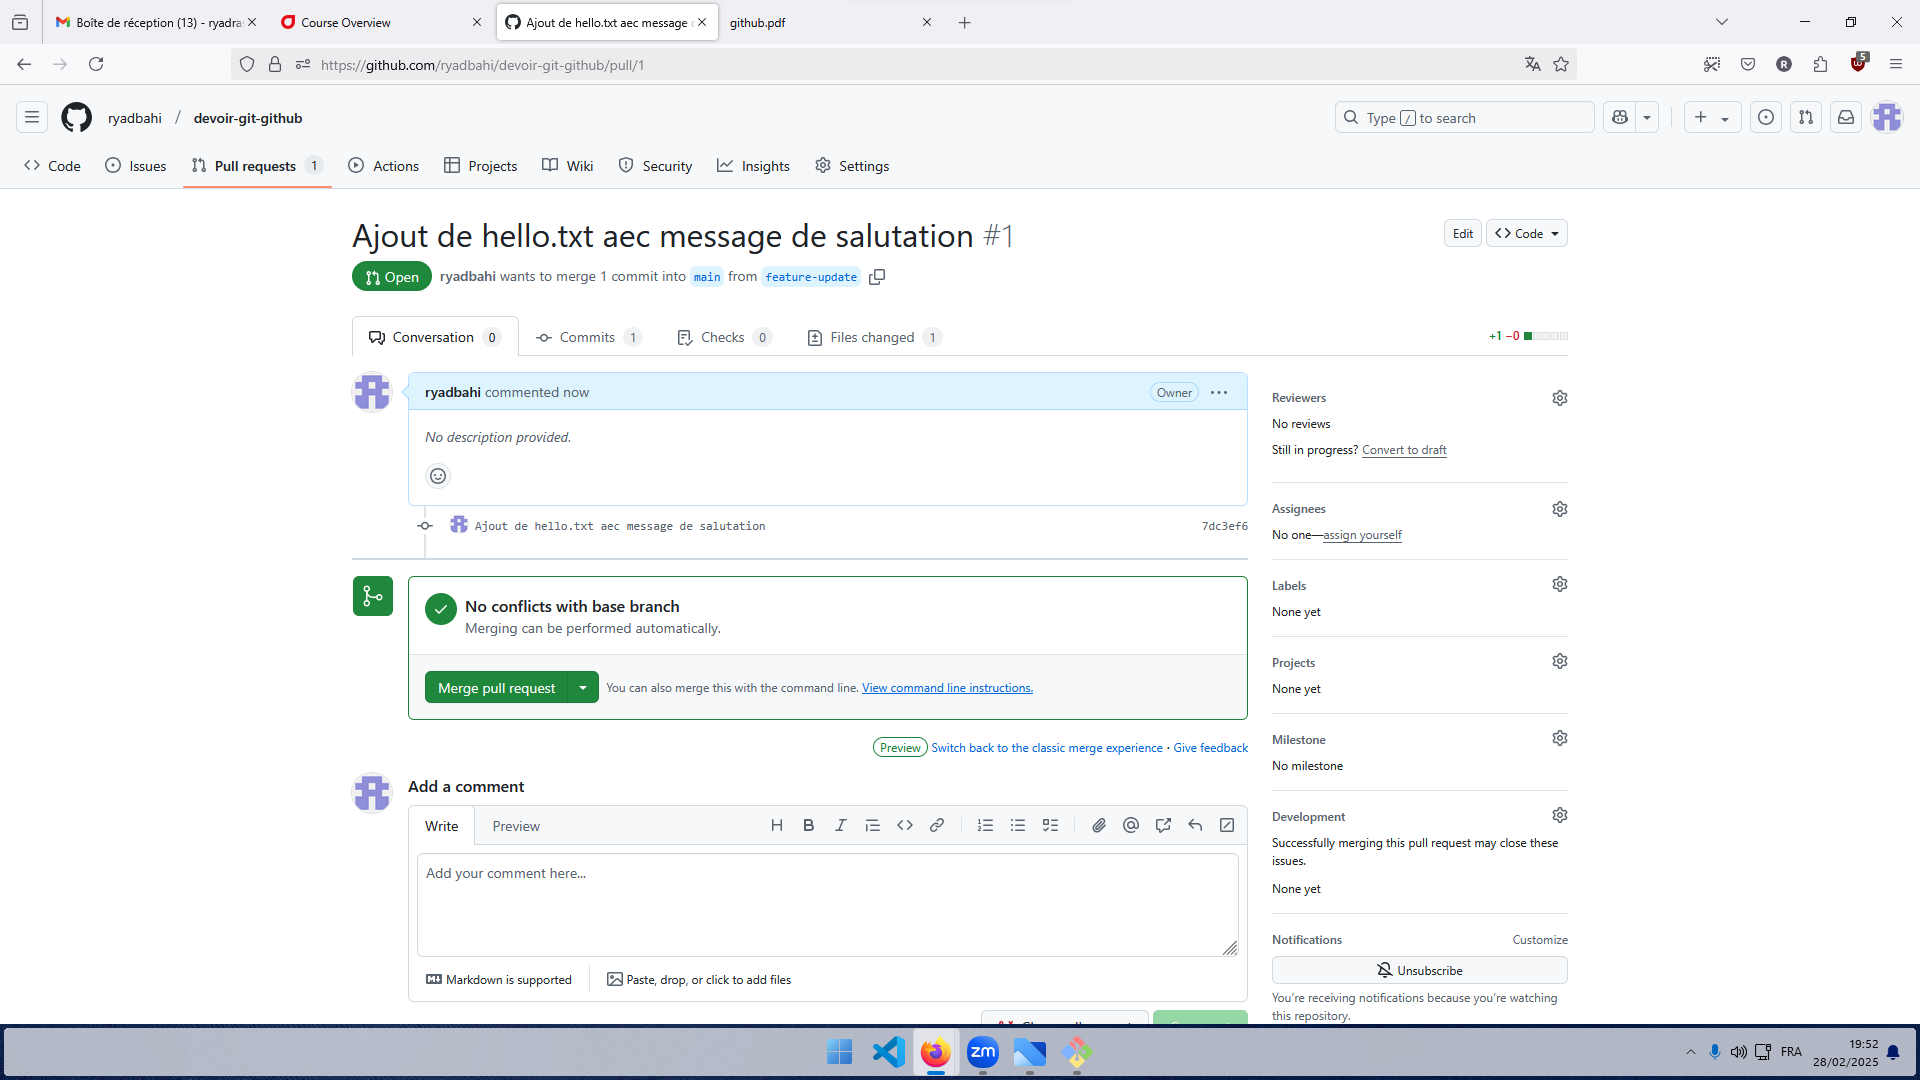 Boîte de réception (13) - ryadra
Course Overview
Ajout de hello.txt aec message
github.pdf
https://github.com/ryadbahi/devoir-git-github/pull/1
R
5
ryadbahi / devoir-git-github
Type / to search
Code
Issues
Pull requests 1
Actions
Projects
Wiki
Security
Insights
Settings
Ajout de hello.txt aec message de salutation #1
Edit
Code
Open
ryadbahi wants to merge 1 commit into main from feature-update
Conversation 0
Commits 1
Checks 0
Files changed 1
+1 −0
ryadbahi commented now
Owner
No description provided.
Ajout de hello.txt aec message de salutation
7dc3ef6
No conflicts with base branch
Merging can be performed automatically.
Merge pull request
You can also merge this with the command line. View command line instructions.
Preview Switch back to the classic merge experience · Give feedback
Add a comment
Write
Preview
Add your comment here...
Markdown is supported
Paste, drop, or click to add files
Reviewers
No reviews
Still in progress? Convert to draft
Assignees
No one—assign yourself
Labels
None yet
Projects
None yet
Milestone
No milestone
Development
Successfully merging this pull request may close these
issues.
None yet
Notifications
Customize
Unsubscribe
You're receiving notifications because you're watching
this repository.
zm
FRA
19:52
28/02/2025